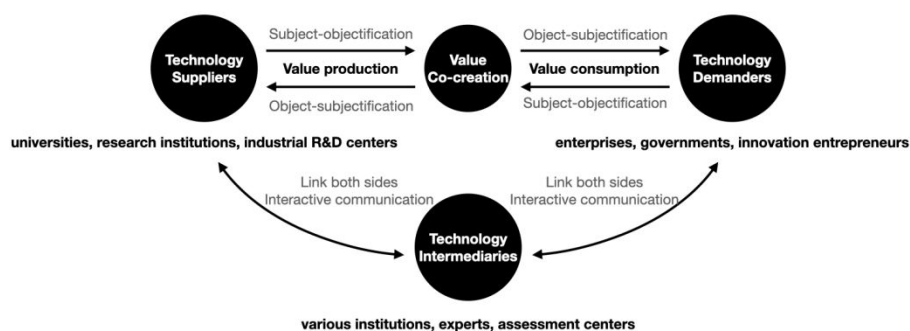 Subject-objectification
Object-subjectification
Technology
Suppliers
Value production
Value
Co-creation
Value consumption
Technology
Demanders
Object-subjectification
Subject-objectification
universities, research institutions, industrial R&D centers
enterprises, governments, innovation entrepreneurs
Link both sides
Interactive communication
Link both sides
Interactive communication
Technology
Intermediaries
various institutions, experts, assessment centers